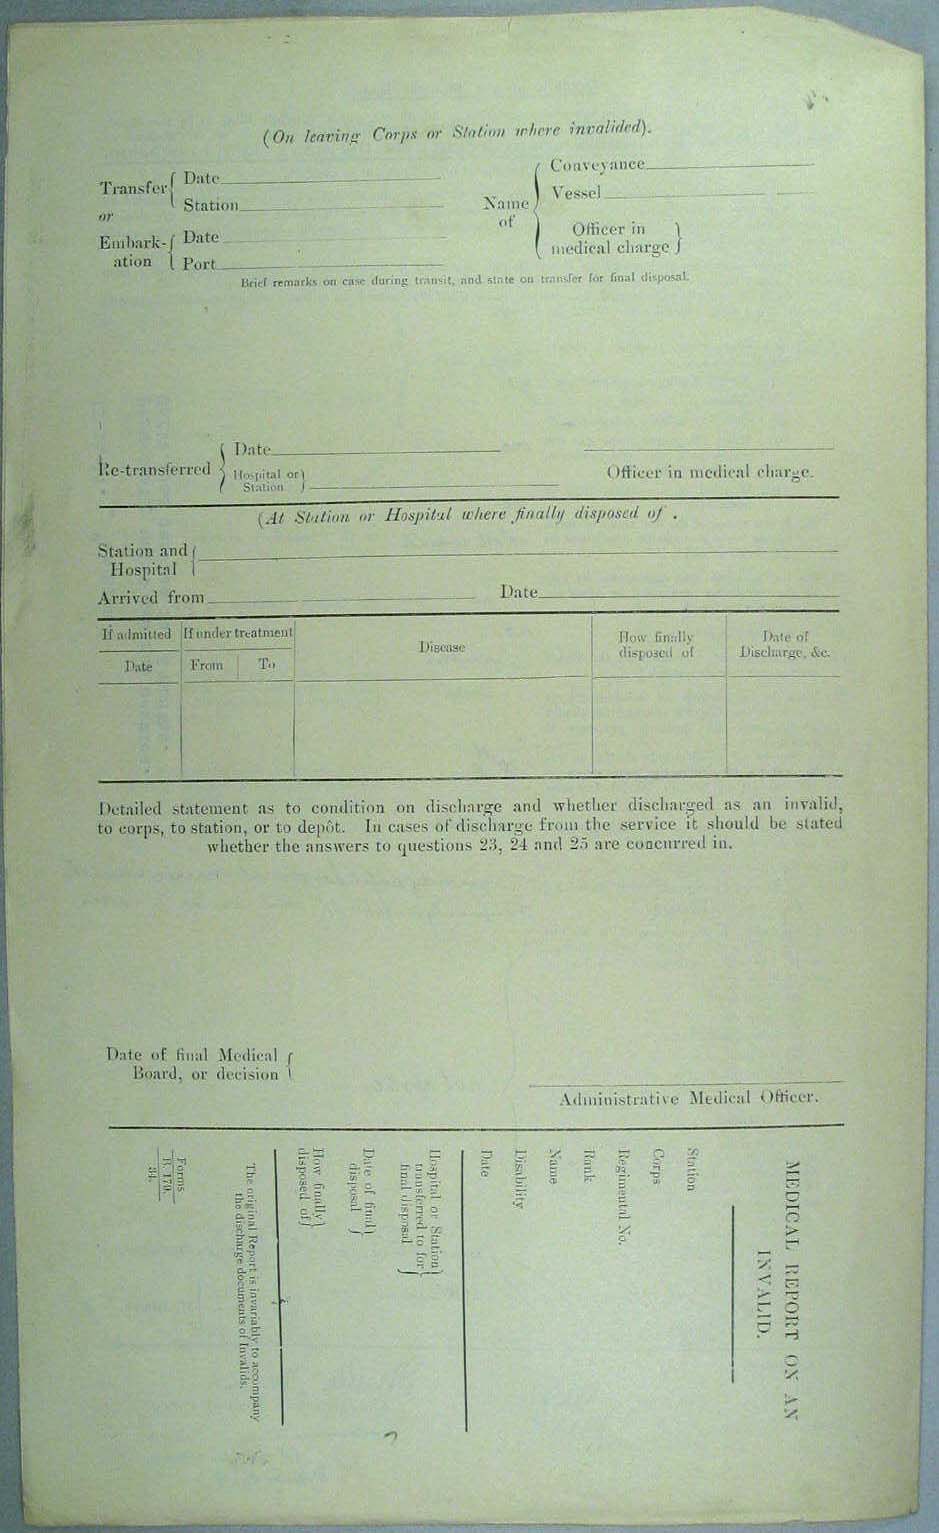 (On leaving Corps or Station where invalided).
Transfer { Date
Station
or
Embark-ation { Date
Port
Name of { Conveyance
Vessel
Officer in medical charge }
Brief remarks on case during transit, and state on transfer for final disposal.
Re-transferred { Date
Hospital or Station }
Officer in medical charge.
(At Station or Hospital where finally disposed of .
Station and Hospital {
Arrived from
Date
If admitted If under treatment Disease How finally disposed of Date of Discharge, &c.
Date From To
Detailed statement as to condition on discharge and whether discharged as an invalid,
to corps, to station, or to depôt. In cases of discharge from the service it should be stated
whether the answers to questions 23, 24 and 25 are concurred in.
Date of final Medical {
Board, or decision
Administrative Medical Officer.
MEDICAL REPORT ON AN
INVALID.
Station
Corps
Regimental No.
Rank
Name
Disability
Date
Hospital or Station }
transferred to for
final disposal
Date of final }
disposal
How finally }
disposed of
The original Report is invariably to accompany
the discharge documents of Invalids.
Forms